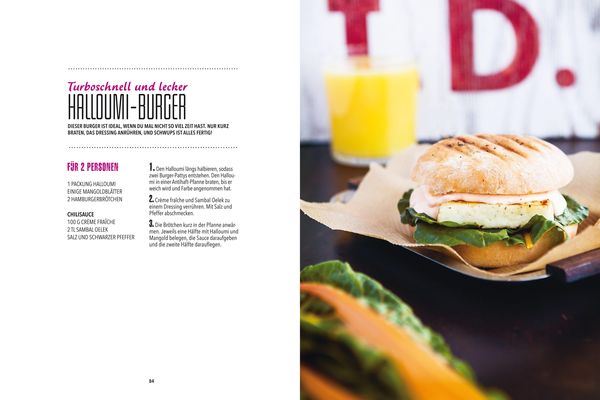 Turboschnell und lecker
HALLOUMI-BURGER
DIESER BURGER IST IDEAL, WENN DU MAL NICHT SO VIEL ZEIT HAST. NUR KURZ
BRATEN, DAS DRESSING ANRÜHREN, UND SCHWUPS IST ALLES FERTIG!
FÜR 2 PERSONEN
1 PACKUNG HALLOUMI
EINIGE MANGOLDBLÄTTER
2 HAMBURGERBRÖTCHEN
CHILISAUCE
100 G CRÈME FRAÎCHE
2 TL SAMBAL OELEK
SALZ UND SCHWARZER PFEFFER
1. Den Halloumi längs halbieren, sodass
zwei Burger-Pattys entstehen. Den Hallou-
mi in einer Antihaft-Pfanne braten, bis er
weich wird und Farbe angenommen hat.
2. Crème fraîche und Sambal Oelek zu
einem Dressing verrühren. Mit Salz und
Pfeffer abschmecken.
3. Die Brötchen kurz in der Pfanne anwär-
men. Jeweils eine Hälfte mit Halloumi und
Mangold belegen, die Sauce daraufgeben
und die zweite Hälfte darauflegen.
84
T.D.